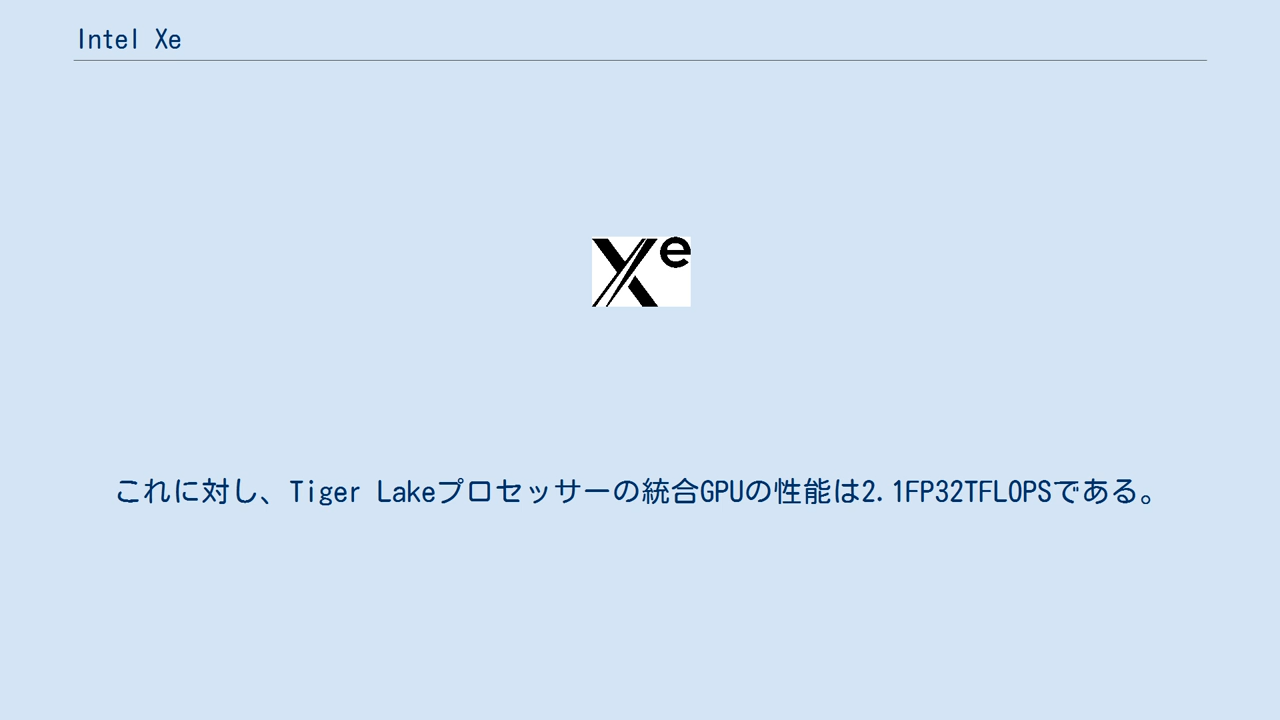 Intel Xe
Xe
これに対し、Tiger Lakeプロセッサーの統合GPUの性能は2.1FP32TFLOPSである。